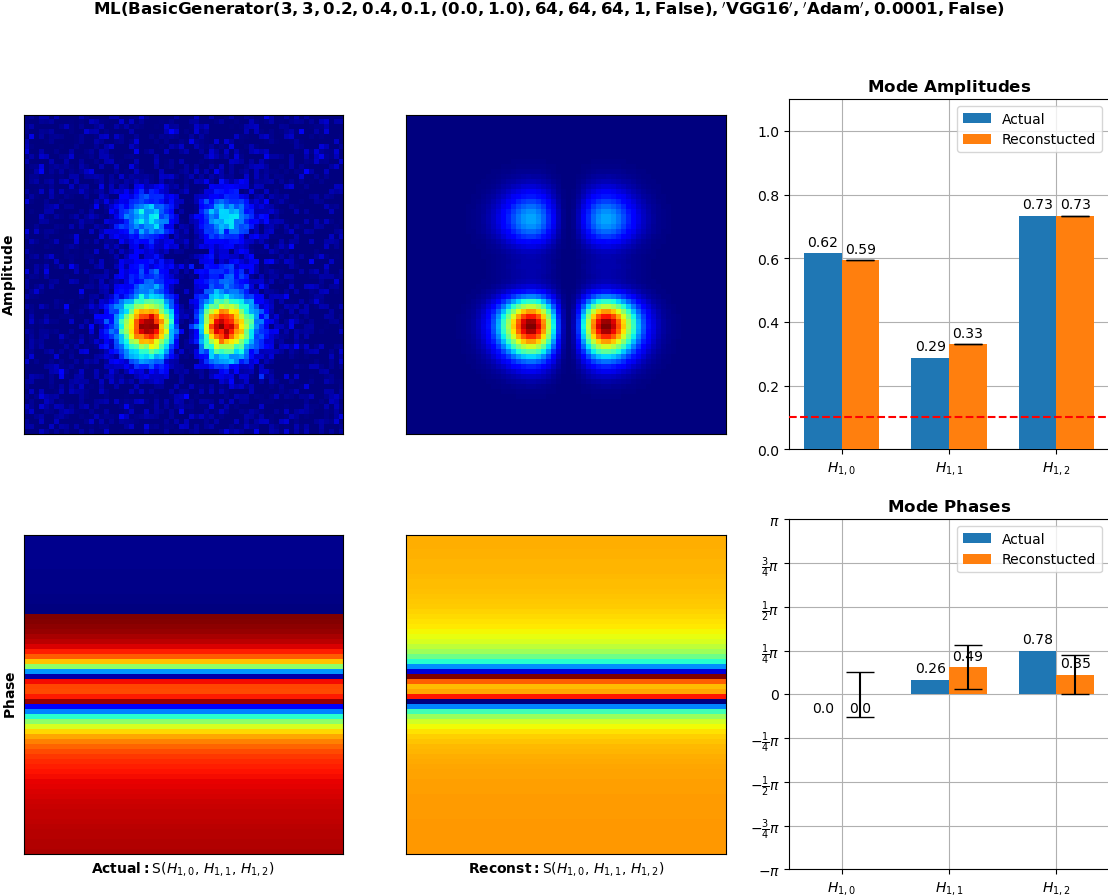 ML(BasicGenerator(3, 3, 0.2, 0.4, 0.1, (0.0, 1.0), 64, 64, 64, 1, False), 'VGG16', 'Adam', 0.0001, False)
Amplitude
Mode Amplitudes
Actual
Reconstucted
1.0
0.8
0.6
0.4
0.2
0.0
0.62
0.59
0.29
0.33
0.73
0.73
H1,0
H1,1
H1,2
Phase
Actual: S(H1,0, H1,1, H1,2)
Reconst: S(H1,0, H1,1, H1,2)
Mode Phases
Actual
Reconstucted
π
3/4π
1/2π
1/4π
0
−1/4π
−1/2π
−3/4π
−π
0.0
0.0
0.26
0.49
0.78
0.35
H1,0
H1,1
H1,2